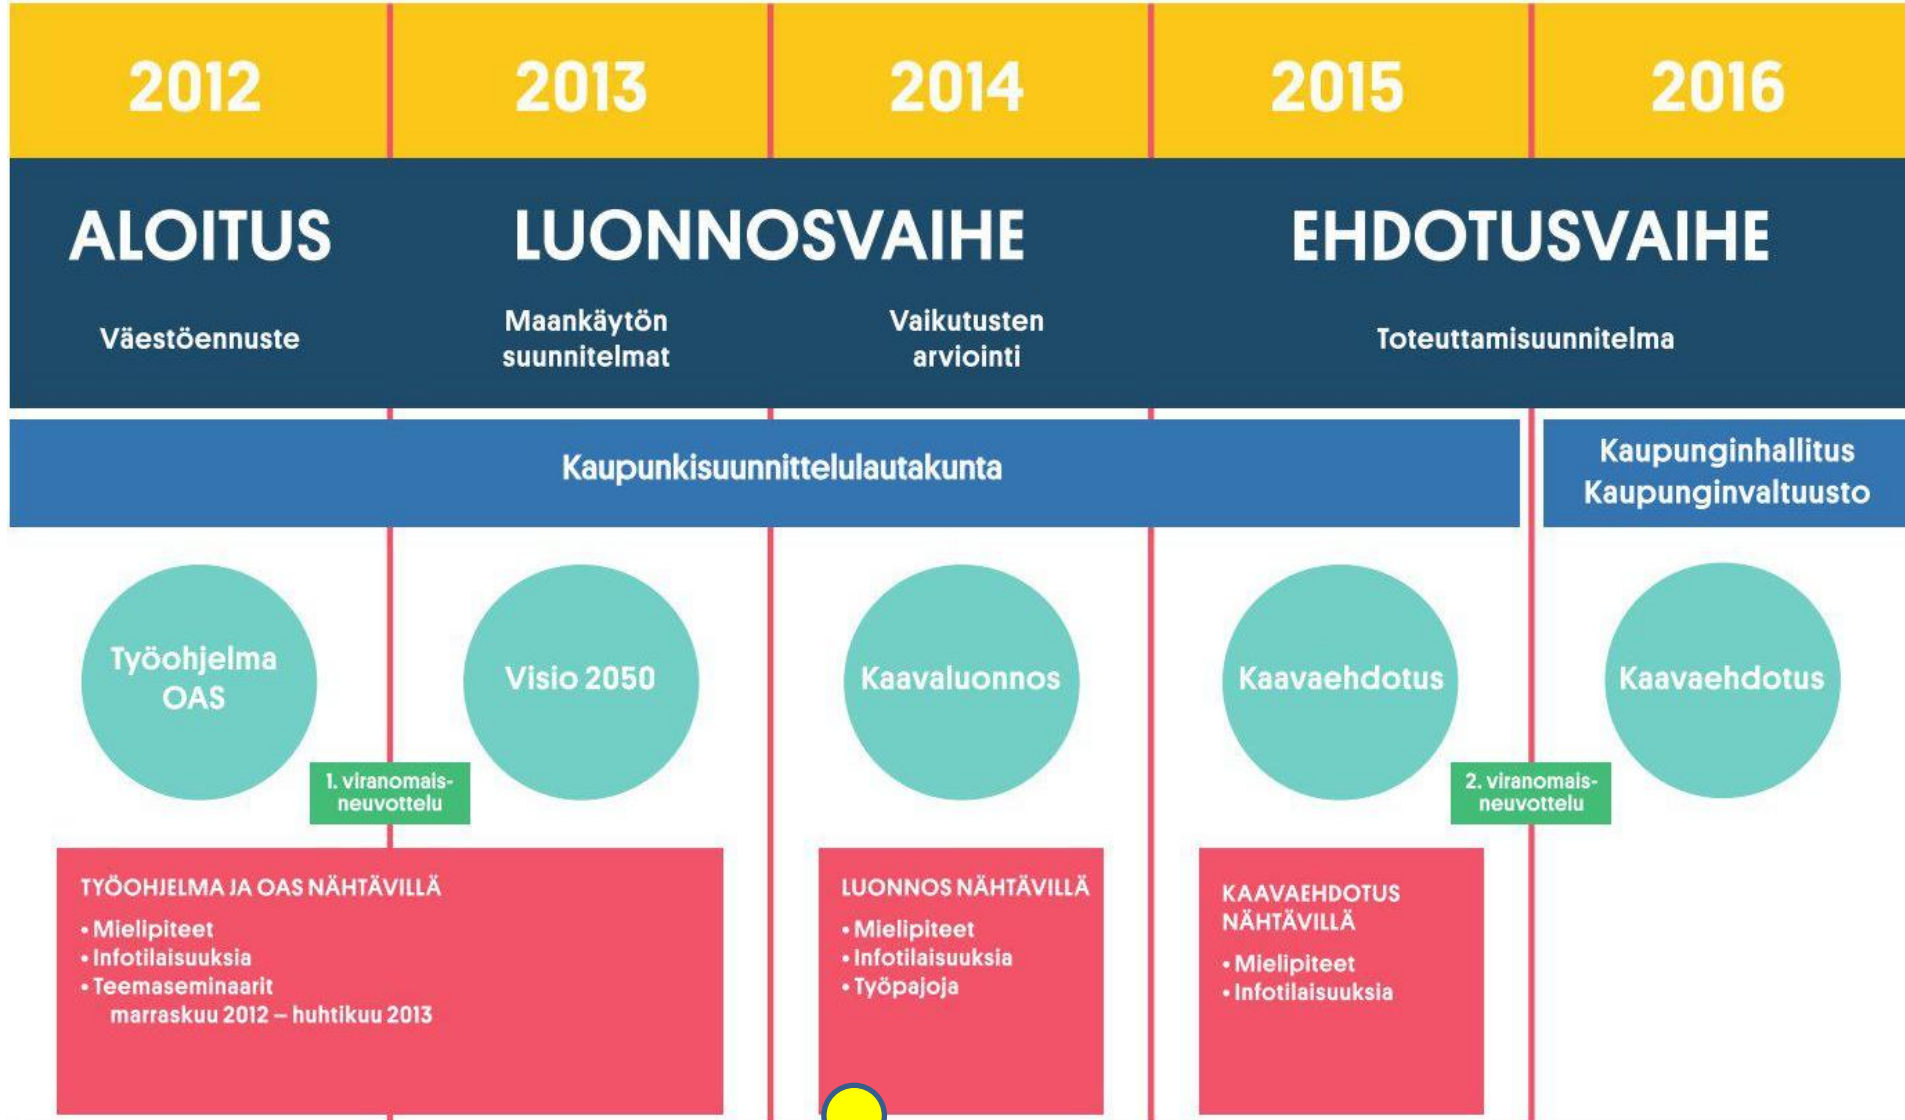 2012
2013
2014
2015
2016
ALOITUS
LUONNOSVAIHE
EHDOTUSVAIHE
Väestöennuste
Maankäytön
suunnitelmat
Vaikutusten
arviointi
Toteuttamisuunnitelma
Kaupunkisuunnittelulautakunta
Kaupunginhallitus
Kaupunginvaltuusto
Työohjelma
OAS
Visio 2050
Kaavaluonnos
Kaavaehdotus
Kaavaehdotus
1. viranomais-
neuvottelu
2. viranomais-
neuvottelu
TYÖOHJELMA JA OAS NÄHTÄVILLÄ
• Mielipiteet
• Infotilaisuuksia
• Teemaseminaarit
marraskuu 2012 – huhtikuu 2013
LUONNOS NÄHTÄVILLÄ
• Mielipiteet
• Infotilaisuuksia
• Työpajoja
KAAVAEHDOTUS
NÄHTÄVILLÄ
• Mielipiteet
• Infotilaisuuksia